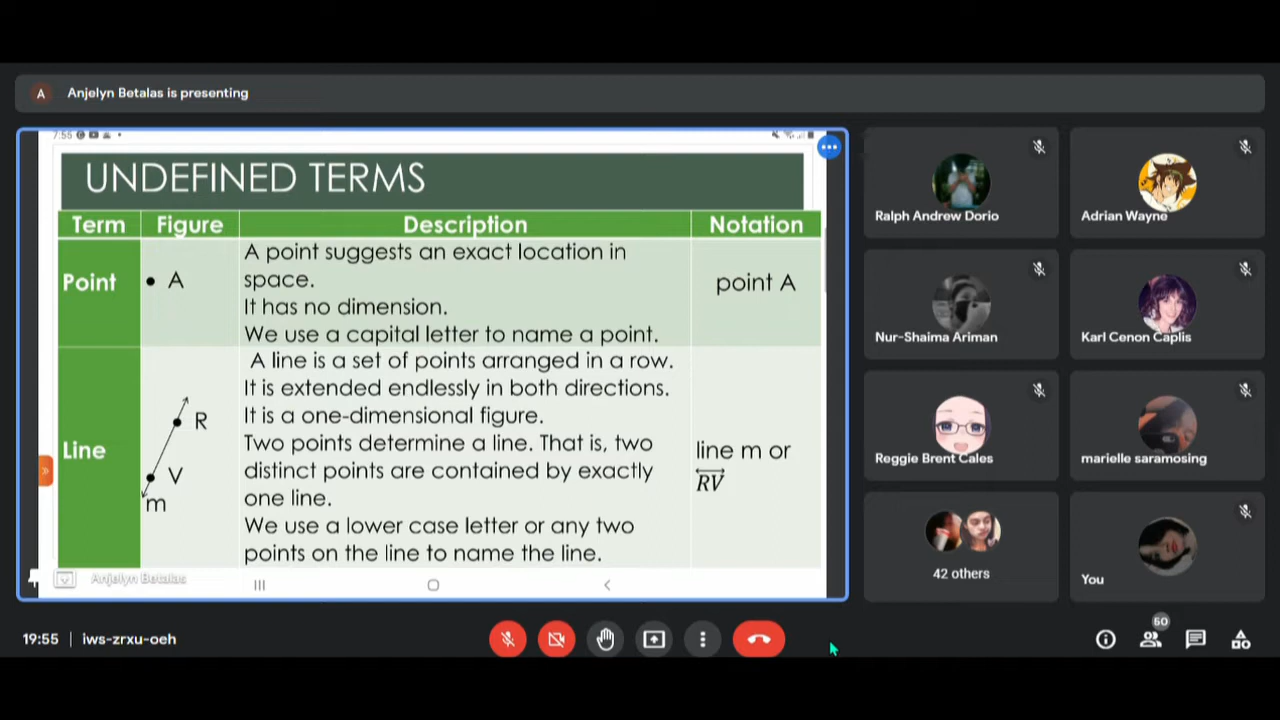 A Anjelyn Betalas is presenting
7:55
UNDEFINED TERMS
Term Figure Description Notation
Point
A
A point suggests an exact location in
space.
It has no dimension.
We use a capital letter to name a point.
point A
Line
R
V
m
A line is a set of points arranged in a row.
It is extended endlessly in both directions.
It is a one-dimensional figure.
Two points determine a line. That is, two
distinct points are contained by exactly
one line.
We use a lower case letter or any two
points on the line to name the line.
line m or
RV
Anjelyn Betalas
Ralph Andrew Dorio
Adrian Wayne
Nur-Shaima Ariman
Karl Cenon Caplis
Reggie Brent Cales
marielle saramosing
42 others
You
19:55 | iws-zrxu-oeh
50